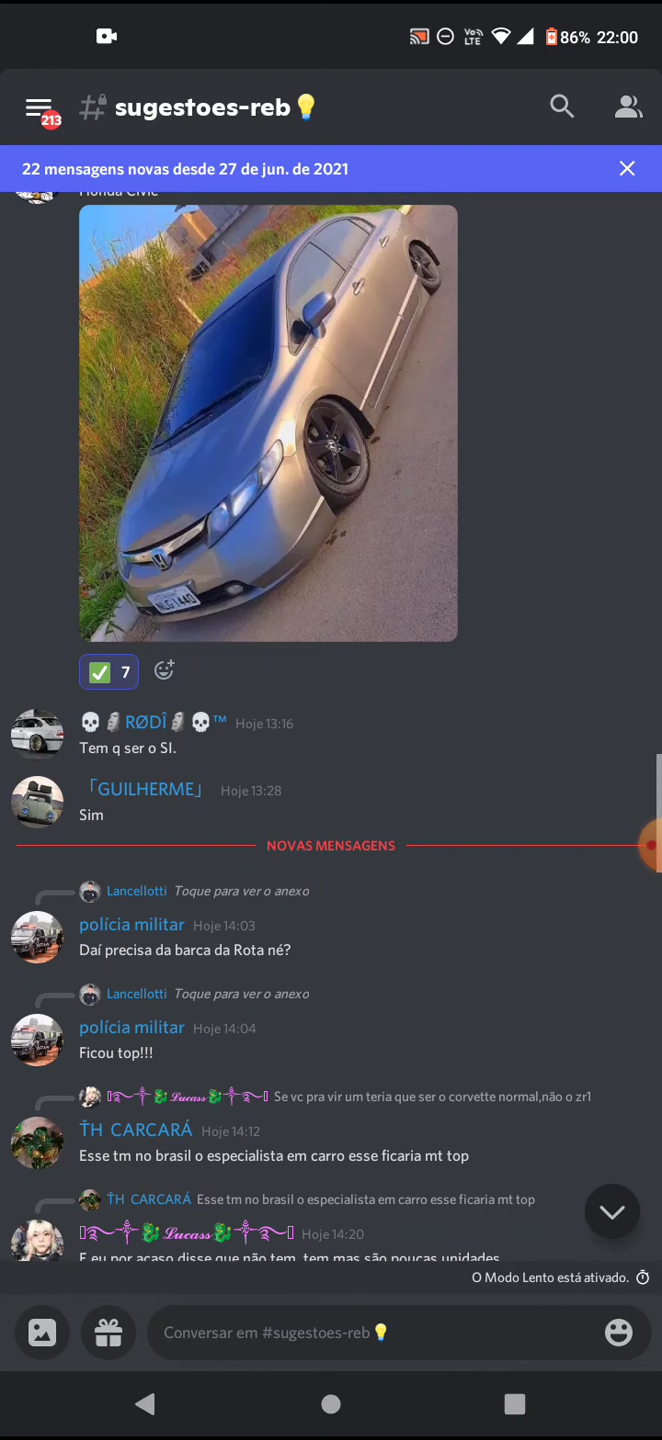 Vo))
LTE
86% 22:00
213
sugestoes-reb💡
22 mensagens novas desde 27 de jun. de 2021
Honda Civic
NLG 1440
✅ 7
💀🗿RØDÎ🗿💀™ Hoje 13:16
Tem q ser o SI.
「GUILHERME」 Hoje 13:28
Sim
NOVAS MENSAGENS
Lancellotti Toque para ver o anexo
polícia militar Hoje 14:03
Daí precisa da barca da Rota né?
Lancellotti Toque para ver o anexo
polícia militar Hoje 14:04
Ficou top!!!
࿐༒🐉𝓛𝓾𝓬𝓪𝓼𝓼🐉༒࿐ Se vc pra vir um teria que ser o corvette normal,não o zr1
ŤH CARCARÁ Hoje 14:12
Esse tm no brasil o especialista em carro esse ficaria mt top
ŤH CARCARÁ Esse tm no brasil o especialista em carro esse ficaria mt top
࿐༒🐉𝓛𝓾𝓬𝓪𝓼𝓼🐉༒࿐ Hoje 14:20
E eu por acaso disse que não tem, tem mas são poucas unidades
O Modo Lento está ativado.
Conversar em #sugestoes-reb💡